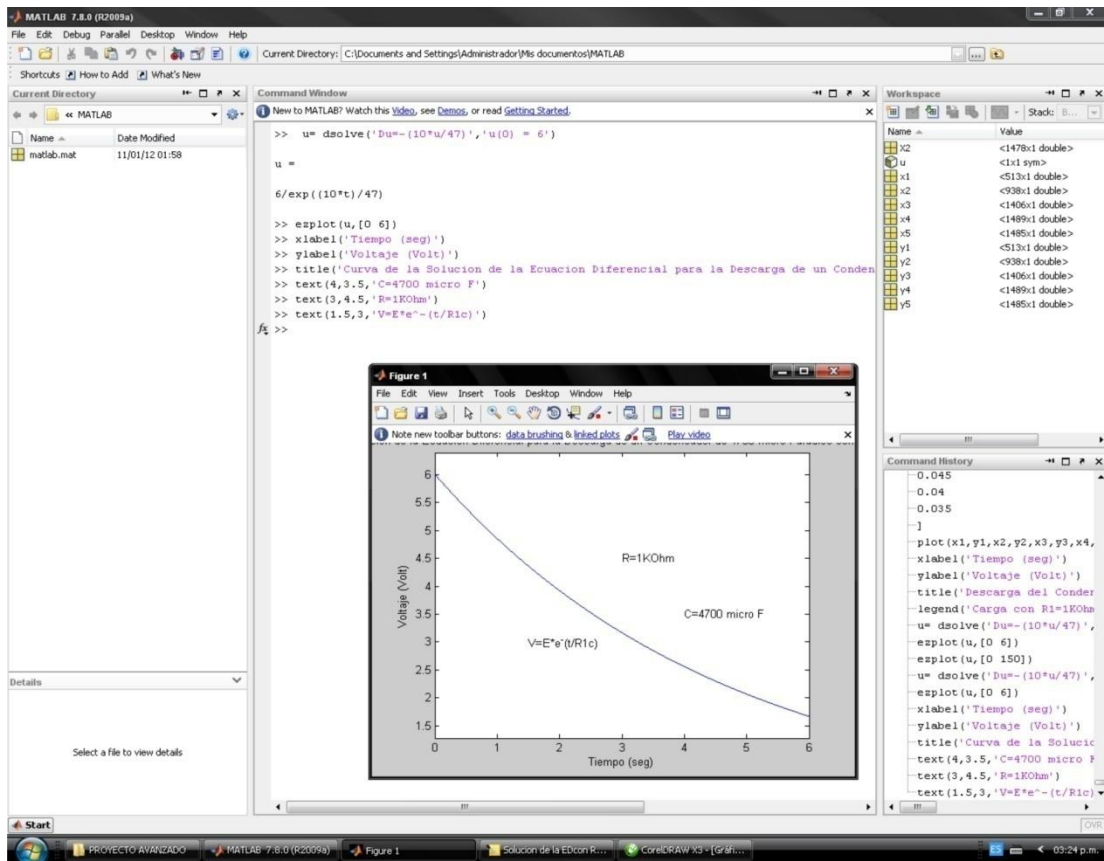 MATLAB 7.8.0 (R2009a)
File Edit Debug Parallel Desktop Window Help
Current Directory: C:\Documents and Settings\Administrador\Mis documentos\MATLAB
Shortcuts How to Add What's New
Current Directory
« MATLAB
Name Date Modified
matlab.mat 11/01/12 01:58
Details
Select a file to view details
Command Window
New to MATLAB? Watch this Video, see Demos, or read Getting Started.
>> u= dsolve('Du=-(10*u/47)','u(0) = 6')
u =
6/exp((10*t)/47)
>> ezplot(u,[0 6])
>> xlabel('Tiempo (seg)')
>> ylabel('Voltaje (Volt)')
>> title('Curva de la Solucion de la Ecuacion Diferencial para la Descarga de un Conden
>> text(4,3.5,'C=4700 micro F')
>> text(3,4.5,'R=1KOhm')
>> text(1.5,3,'V=E*e^-(t/R1c)')
fx >>
Figure 1
File Edit View Insert Tools Desktop Window Help
Note new toolbar buttons: data brushing & linked plots Play video
6
5.5
5
4.5
4
3.5
3
2.5
2
1.5
Voltaje (Volt)
R=1KOhm
C=4700 micro F
V=E*e-(t/R1c)
0 1 2 3 4 5 6
Tiempo (seg)
Workspace
Stack: B...
Name Value
X2 <1478x1 double>
u <1x1 sym>
x1 <513x1 double>
x2 <938x1 double>
x3 <1406x1 double>
x4 <1489x1 double>
x5 <1485x1 double>
y1 <513x1 double>
y2 <938x1 double>
y3 <1406x1 double>
y4 <1489x1 double>
y5 <1485x1 double>
Command History
0.045
0.04
0.035
]
plot(x1,y1,x2,y2,x3,y3,x4,
xlabel('Tiempo (seg)')
ylabel('Voltaje (Volt)')
title('Descarga del Conden
legend('Carga con R1=1KOhm
u= dsolve('Du=-(10*u/47)',
ezplot(u,[0 6])
ezplot(u,[0 150])
u= dsolve('Du=-(10*u/47)',
ezplot(u,[0 6])
xlabel('Tiempo (seg)')
ylabel('Voltaje (Volt)')
title('Curva de la Solucio
text(4,3.5,'C=4700 micro F
text(3,4.5,'R=1KOhm')
text(1.5,3,'V=E*e^-(t/R1c)
Start
OVR
PROYECTO AVANZADO MATLAB 7.8.0 (R2009a) Figure 1 Solucion de la EDcon R... CorelDRAW X3 - [Gráfi... ES 03:24 p.m.